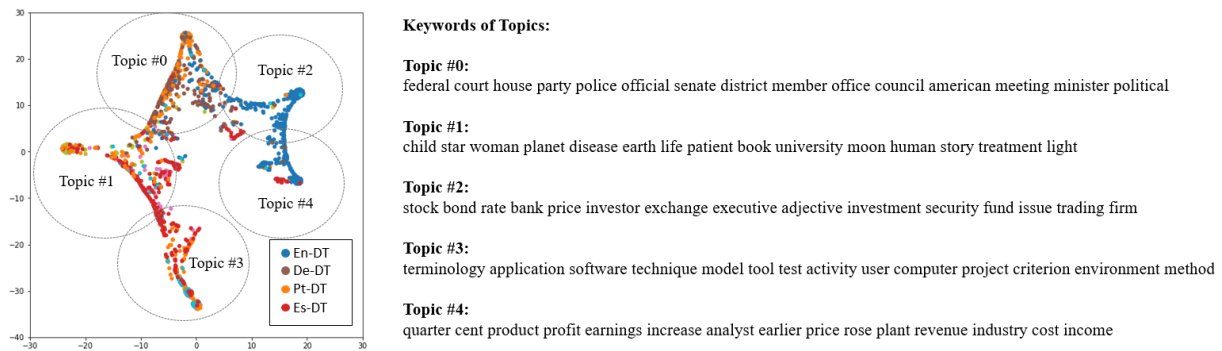 30
20
10
0
−10
−20
−30
−40
−30
−20
−10
0
10
20
30
Topic #0
Topic #2
Topic #1
Topic #4
Topic #3
En-DT
De-DT
Pt-DT
Es-DT
Keywords of Topics:
Topic #0:
federal court house party police official senate district member office council american meeting minister political
Topic #1:
child star woman planet disease earth life patient book university moon human story treatment light
Topic #2:
stock bond rate bank price investor exchange executive adjective investment security fund issue trading firm
Topic #3:
terminology application software technique model tool test activity user computer project criterion environment method
Topic #4:
quarter cent product profit earnings increase analyst earlier price rose plant revenue industry cost income